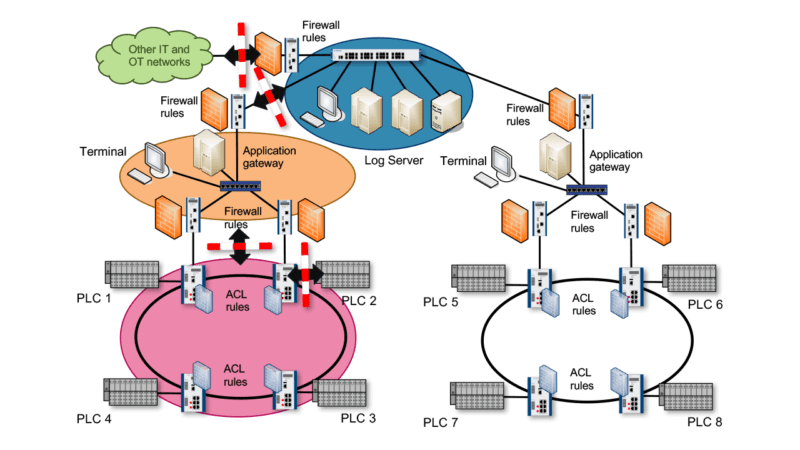 Firewall
rules
Other IT and
OT networks
Firewall
rules
Firewall
rules
Log Server
Terminal
Application
gateway
Terminal
Application
gateway
Firewall
rules
Firewall
rules
PLC 1
ACL
rules
PLC 2
PLC 5
ACL
rules
PLC 6
ACL
rules
ACL
rules
PLC 4
PLC 3
PLC 7
PLC 8